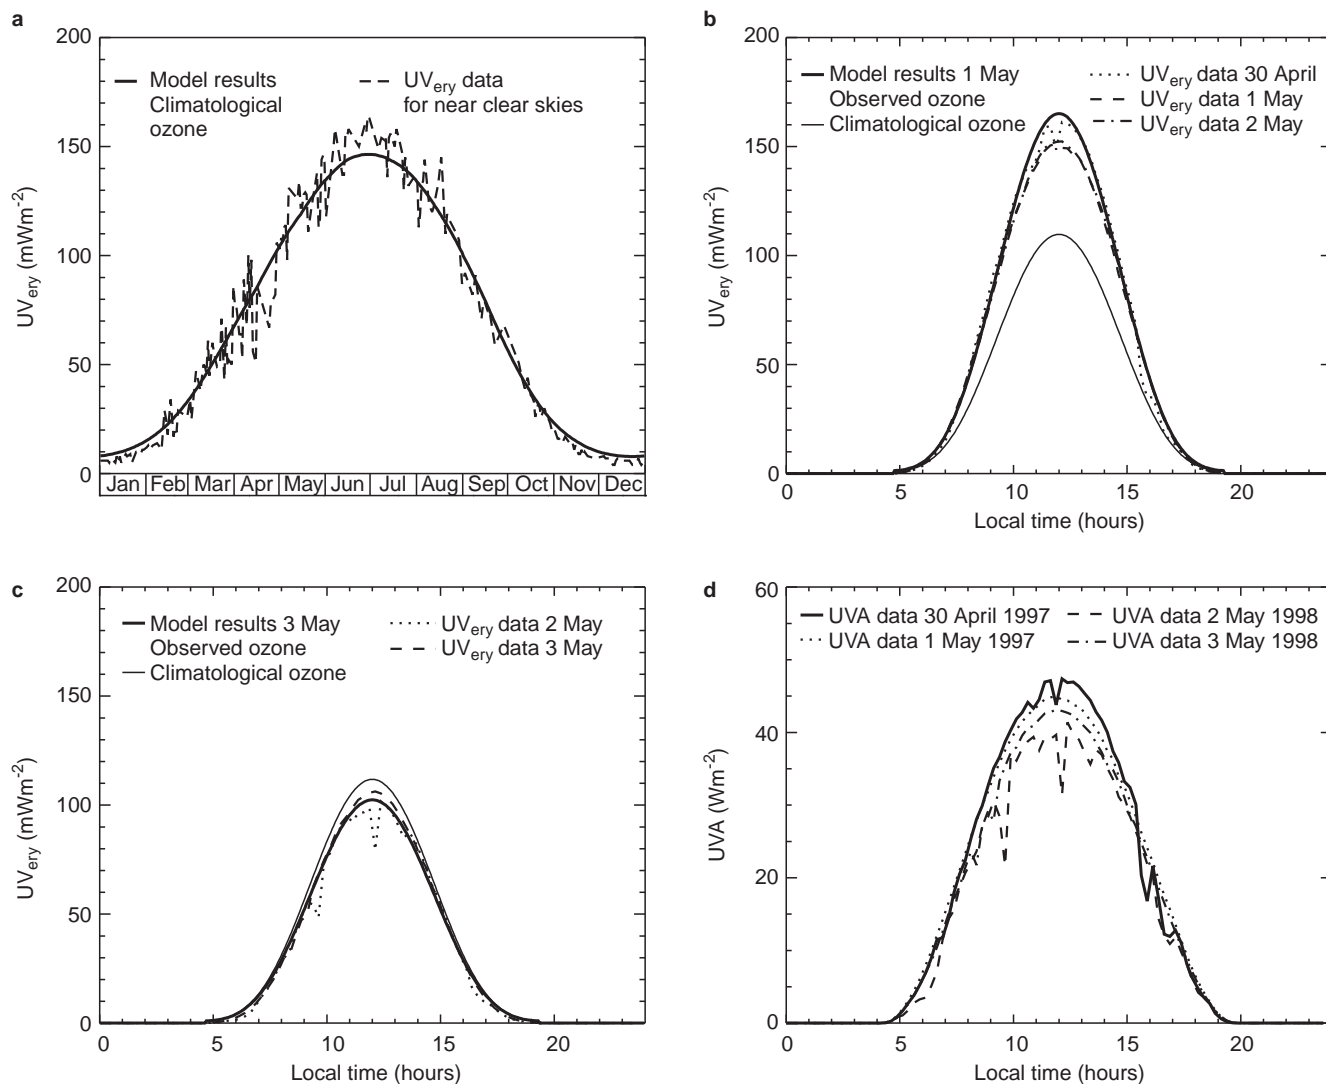 a
200
150
100
50
0
UVery (mWm-2)
Model results
Climatological
ozone
UVery data
for near clear skies
Jan Feb Mar Apr May Jun Jul Aug Sep Oct Nov Dec
b
200
150
100
50
0
UVery (mWm-2)
Model results 1 May
Observed ozone
Climatological ozone
UVery data 30 April
UVery data 1 May
UVery data 2 May
0 5 10 15 20
Local time (hours)
c
200
150
100
50
0
UVery (mWm-2)
Model results 3 May
Observed ozone
Climatological ozone
UVery data 2 May
UVery data 3 May
0 5 10 15 20
Local time (hours)
d
60
40
20
0
UVA (Wm-2)
UVA data 30 April 1997
UVA data 1 May 1997
UVA data 2 May 1998
UVA data 3 May 1998
0 5 10 15 20
Local time (hours)